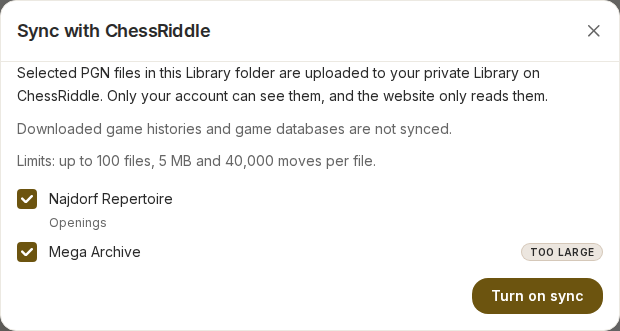 Sync with ChessRiddle
Selected PGN files in this Library folder are uploaded to your private Library on
ChessRiddle. Only your account can see them, and the website only reads them.
Downloaded game histories and game databases are not synced.
Limits: up to 100 files, 5 MB and 40,000 moves per file.
Najdorf Repertoire
Openings
Mega Archive
TOO LARGE
Turn on sync